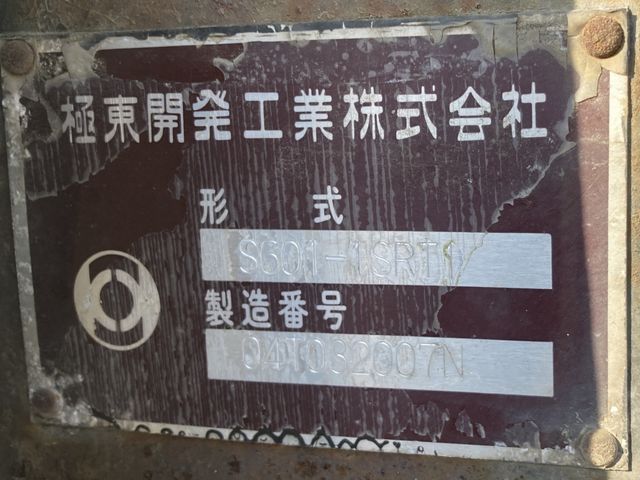 極東開発工業株式会社
形 式
S601-1SRT1
製造番号
04T032007N